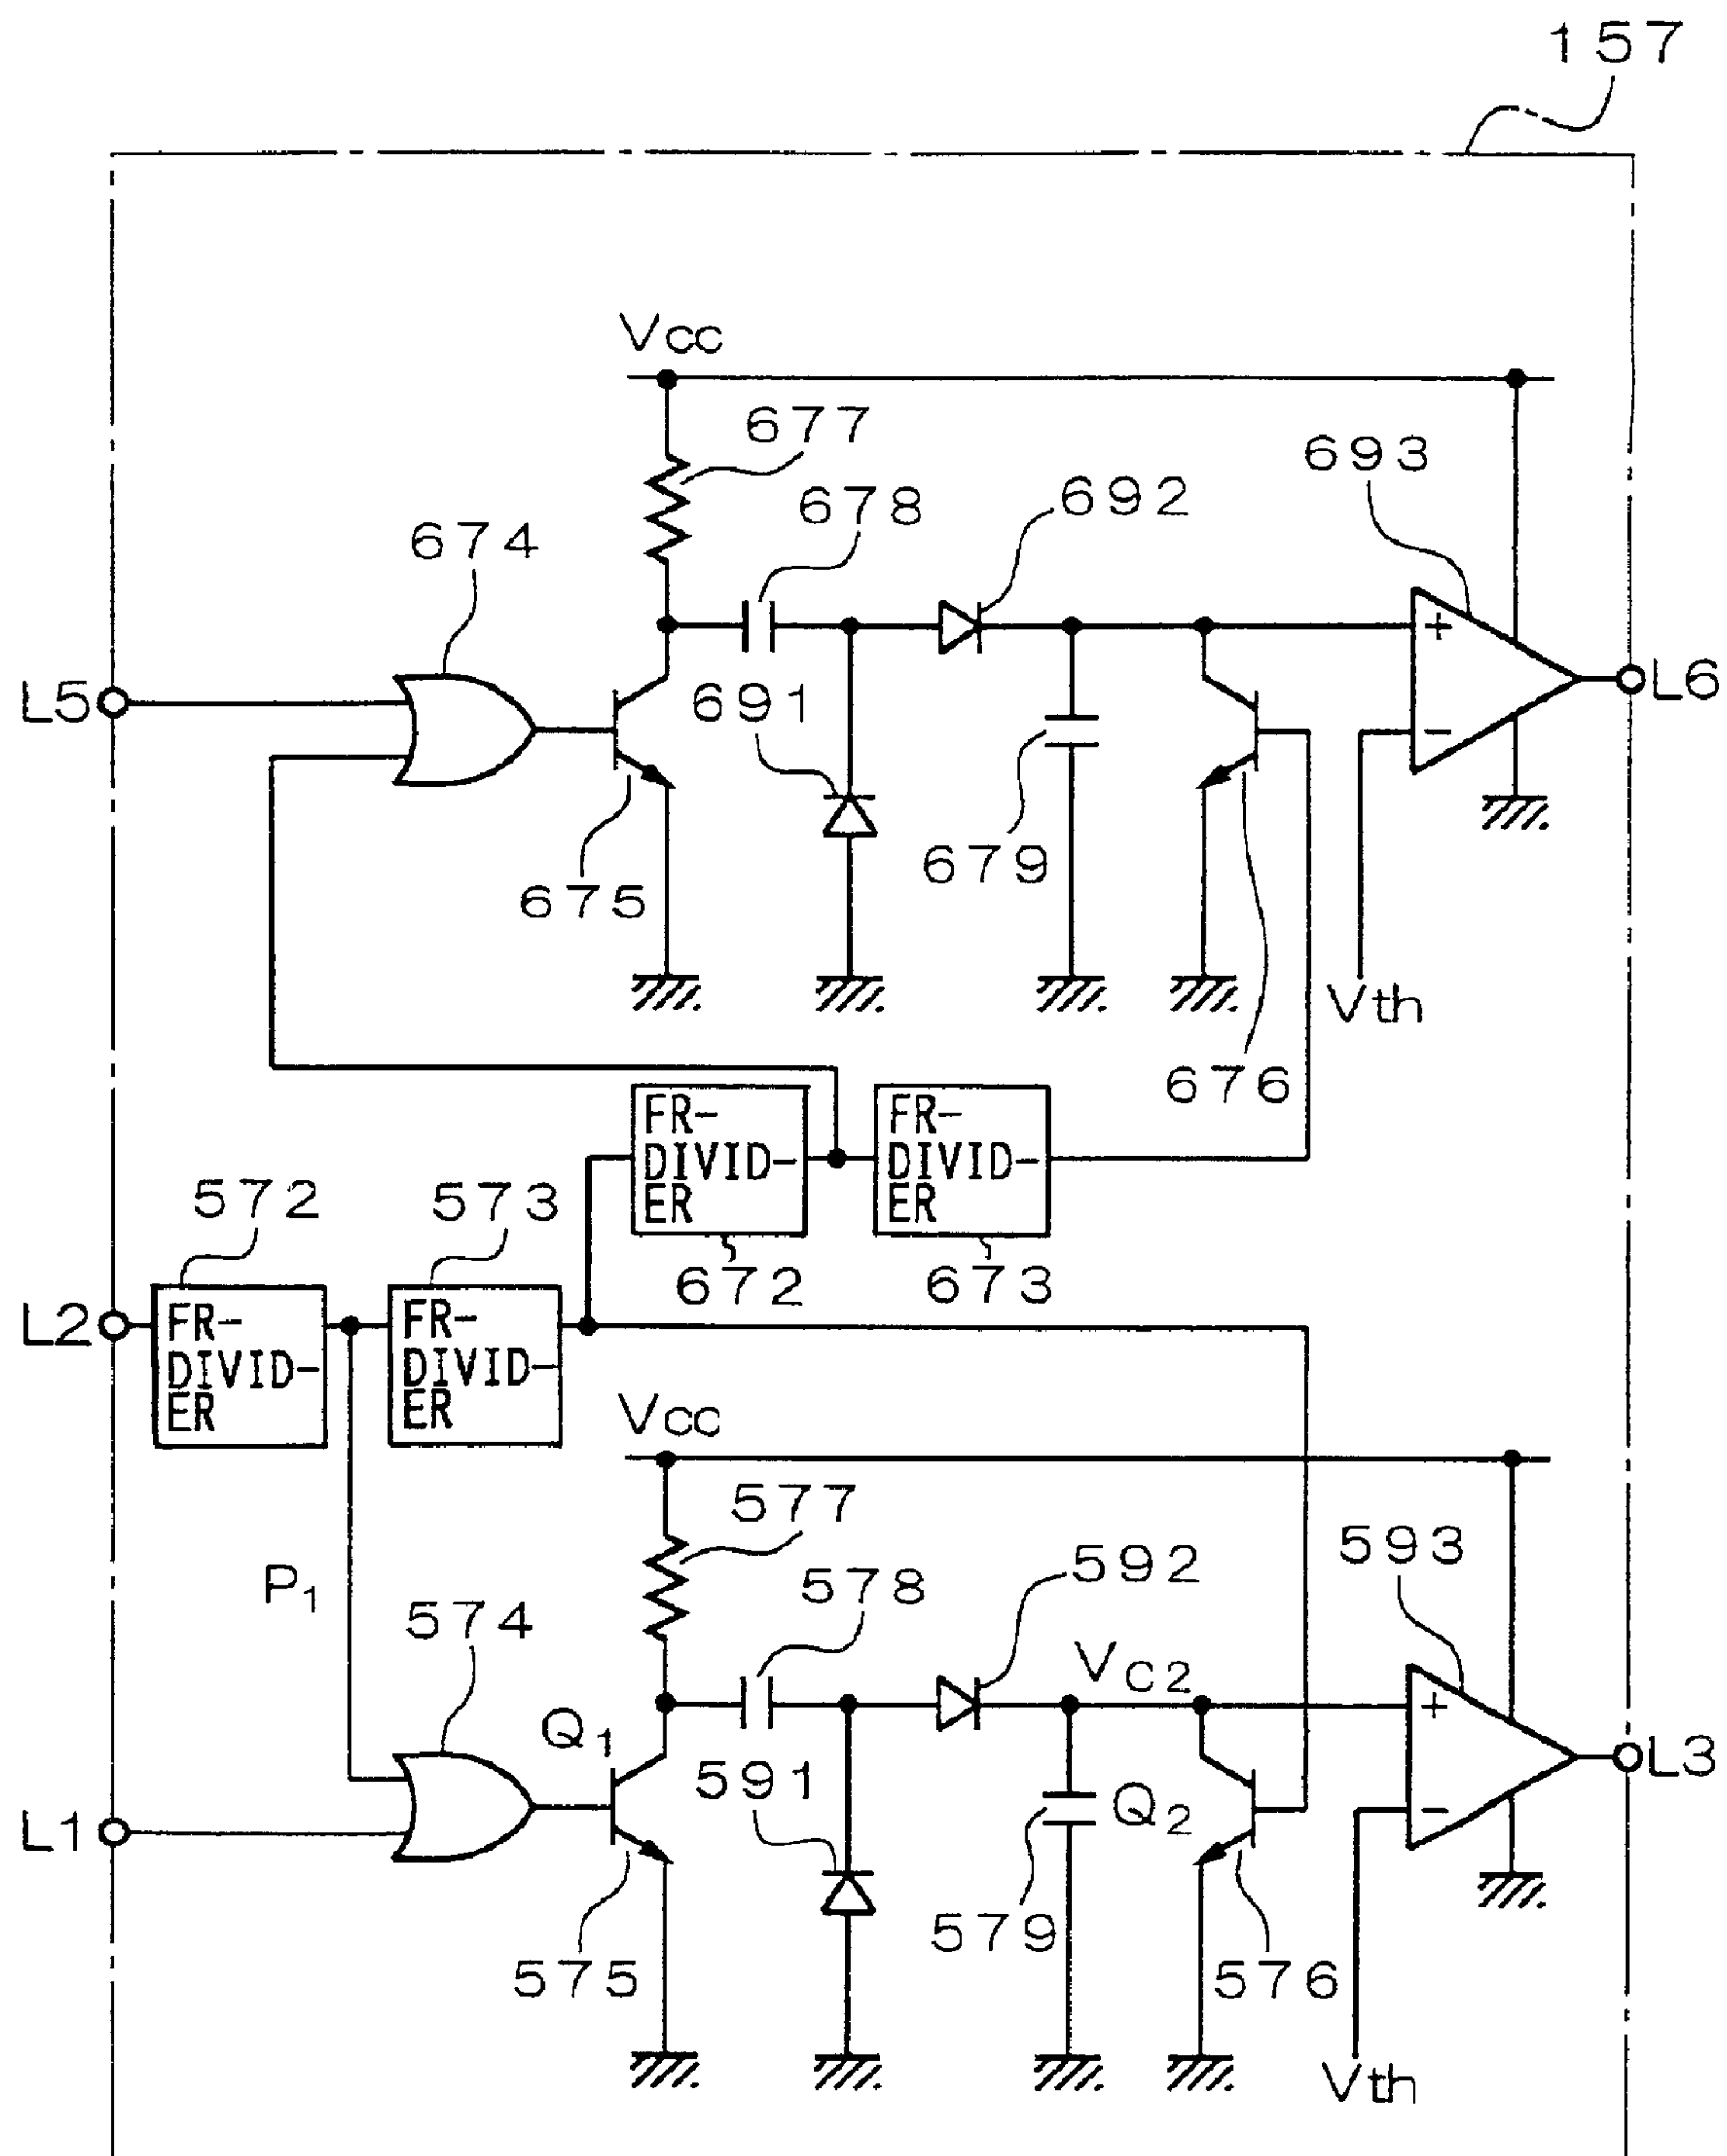 157
Vcc
677
693
678
692
674
L5
691
L6
679
675
Vth
676
FR-
DIVID-
ER
FR-
DIVID-
ER
572
573
672
673
L2
FR-
DIVID-
ER
FR-
DIVID-
ER
Vcc
577
593
592
P1
578
574
VC2
Q1
L3
591
Q2
L1
579
575
576
Vth